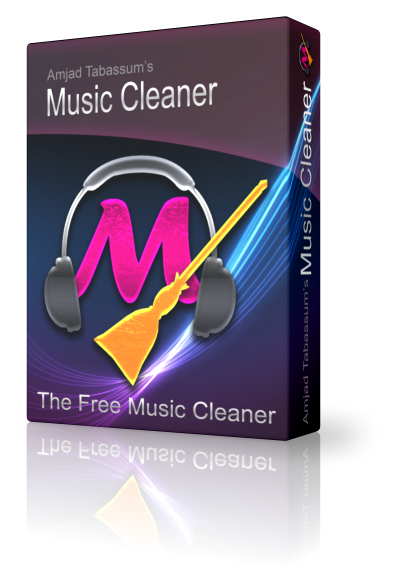 Amjad Tabassum's
Music Cleaner
M
The Free Music Cleaner
Amjad Tabassum's Music Cleaner